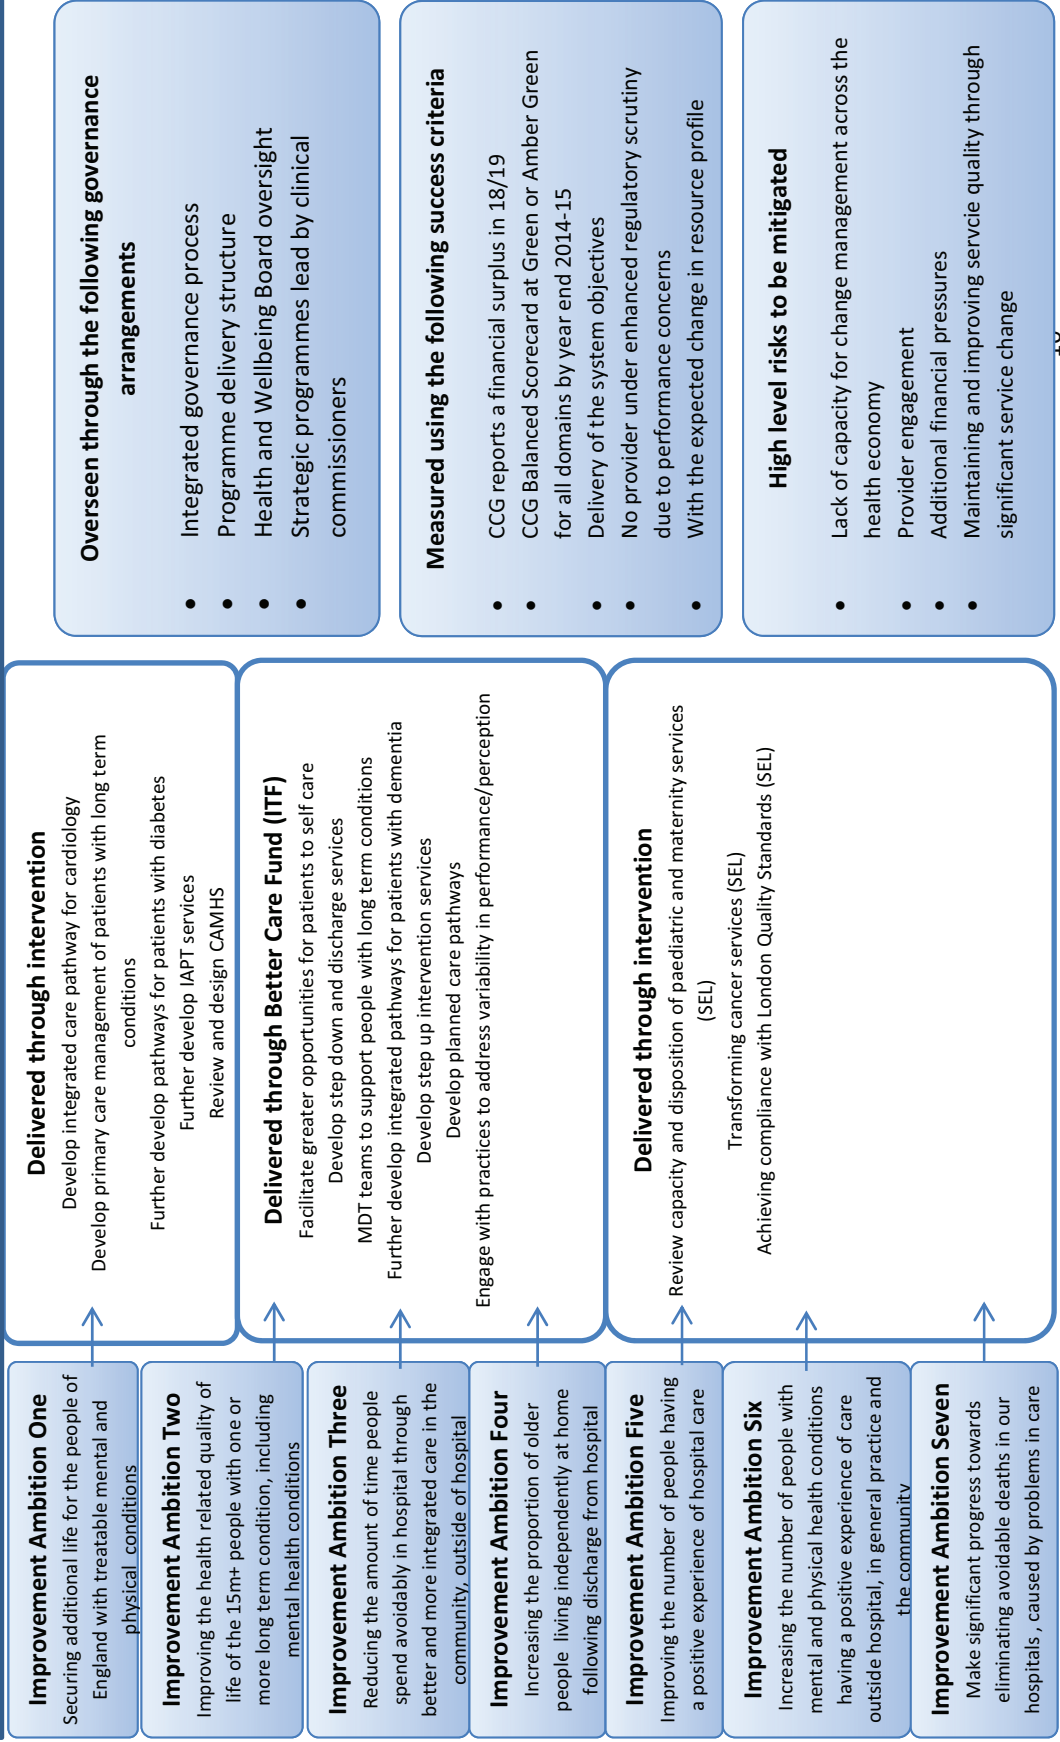 Improvement Ambition One
Securing additional life for the people of
England with treatable mental and
physical conditions
Improvement Ambition Two
Improving the health related quality of
life of the 15m+ people with one or
more long term condition, including
mental health conditions
Improvement Ambition Three
Reducing the amount of time people
spend avoidably in hospital through
better and more integrated care in the
community, outside of hospital
Improvement Ambition Four
Increasing the proportion of older
people living independently at home
following discharge from hospital
Improvement Ambition Five
Improving the number of people having
a positive experience of hospital care
Improvement Ambition Six
Increasing the number of people with
mental and physical health conditions
having a positive experience of care
outside hospital, in general practice and
the community
Improvement Ambition Seven
Make significant progress towards
eliminating avoidable deaths in our
hospitals , caused by problems in care
Delivered through intervention
Develop integrated care pathway for cardiology
Develop primary care management of patients with long term
conditions
Further develop pathways for patients with diabetes
Further develop IAPT services
Review and design CAMHS
Delivered through Better Care Fund (ITF)
Facilitate greater opportunities for patients to self care
Develop step down and discharge services
MDT teams to support people with long term conditions
Further develop integrated pathways for patients with dementia
Develop step up intervention services
Develop planned care pathways
Engage with practices to address variability in performance/perception
Delivered through intervention
Review capacity and disposition of paediatric and maternity services
(SEL)
Transforming cancer services (SEL)
Achieving compliance with London Quality Standards (SEL)
Overseen through the following governance
arrangements
• Integrated governance process
• Programme delivery structure
• Health and Wellbeing Board oversight
• Strategic programmes lead by clinical
commissioners
Measured using the following success criteria
• CCG reports a financial surplus in 18/19
• CCG Balanced Scorecard at Green or Amber Green
for all domains by year end 2014-15
• Delivery of the system objectives
• No provider under enhanced regulatory scrutiny
due to performance concerns
• With the expected change in resource profile
High level risks to be mitigated
• Lack of capacity for change management across the
health economy
• Provider engagement
• Additional financial pressures
• Maintaining and improving servcie quality through
significant service change